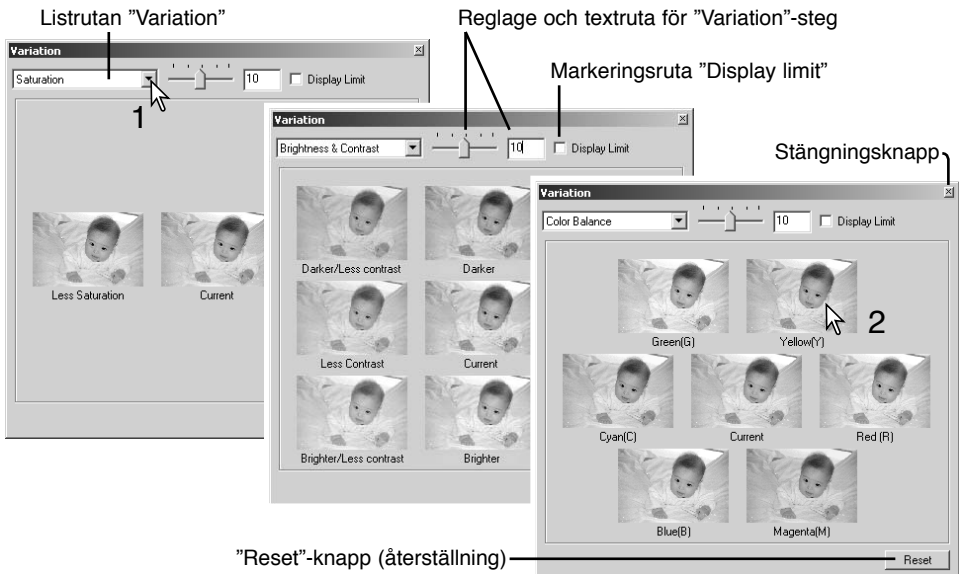 Listrutan ”Variation”
Reglage och textruta för ”Variation”-steg
Markeringsruta ”Display limit”
Stängningsknapp
Variation
Saturation
10
Display Limit
1
Less Saturation
Current
Variation
Brightness & Contrast
10
Display Limit
Darker/Less contrast
Darker
Less Contrast
Current
Brighter/Less contrast
Brighter
Variation
Color Balance
10
Display Limit
Green(G)
Yellow(Y)
2
Cyan(C)
Current
Red (R)
Blue(B)
Magenta(M)
”Reset”-knapp (återställning)
Reset